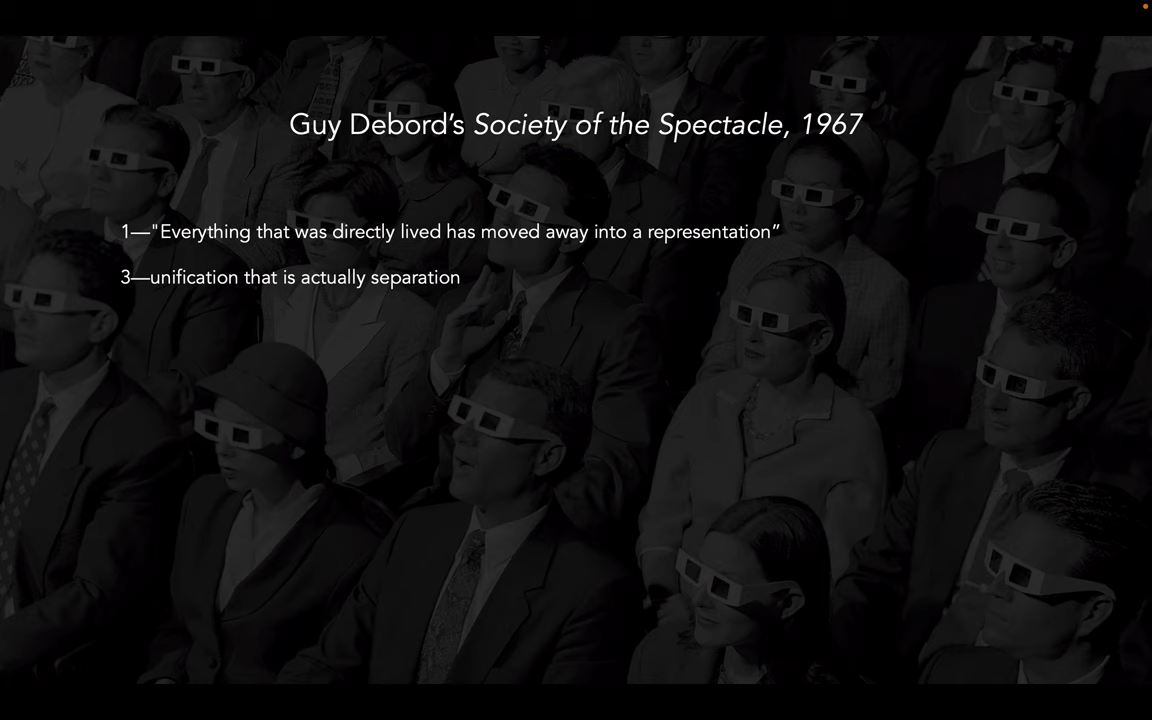 Guy Debord’s Society of the Spectacle, 1967
1—"Everything that was directly lived has moved away into a representation”
3—unification that is actually separation